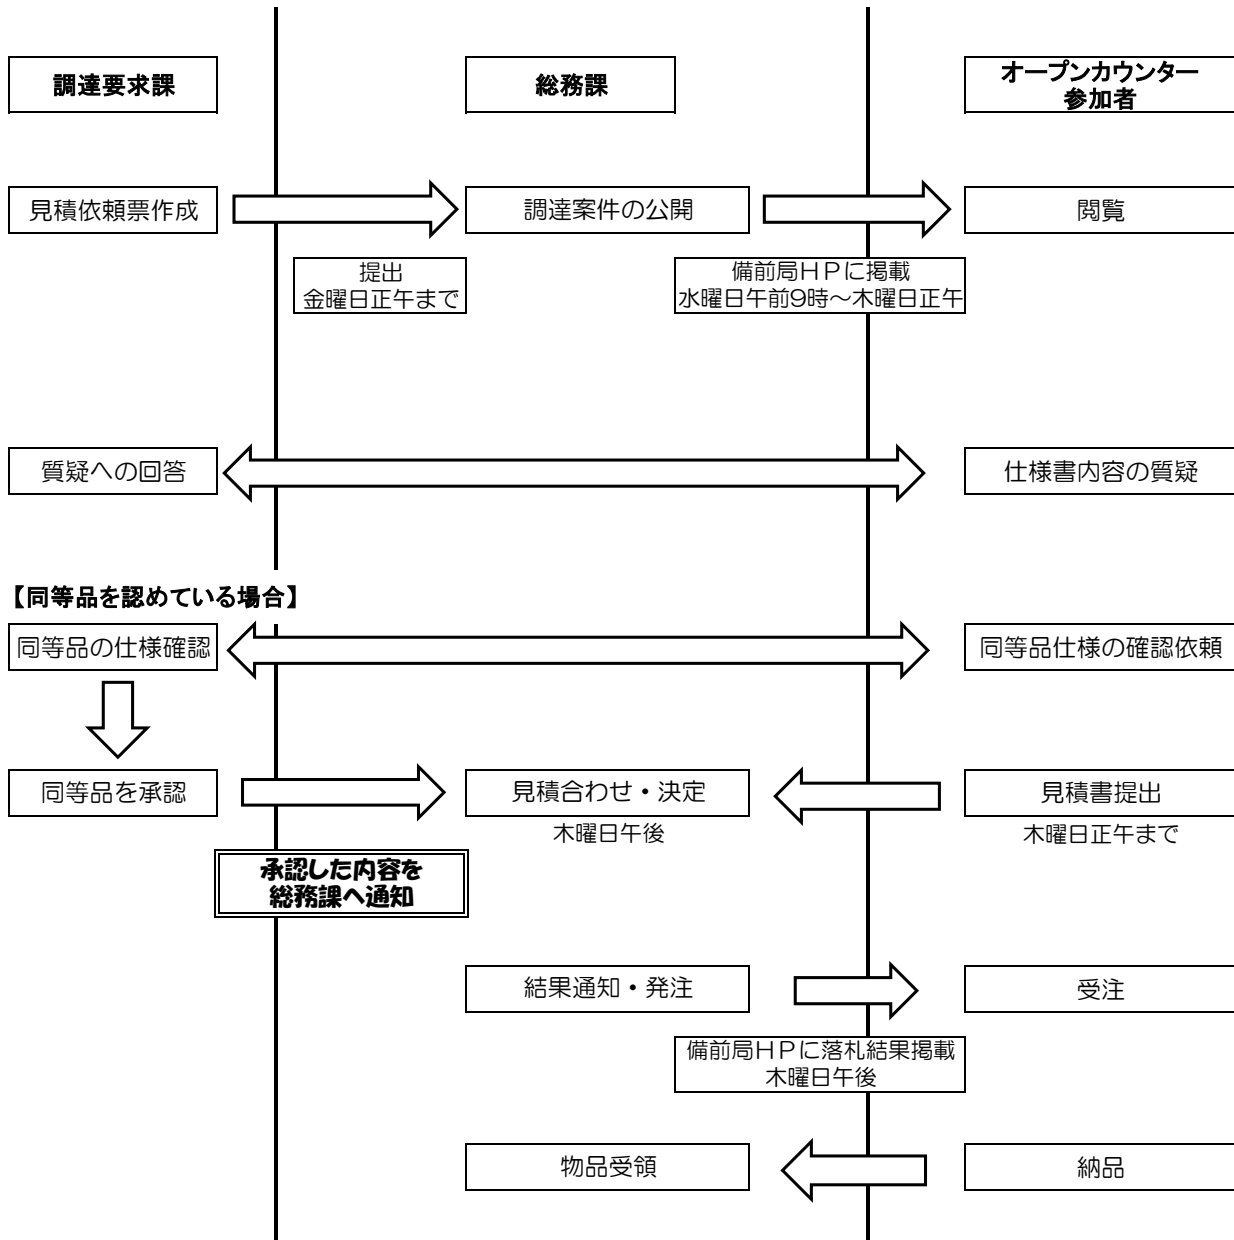 調達要求課
総務課
オープンカウンター
参加者
見積依頼票作成
調達案件の公開
閲覧
提出
金曜日正午まで
備前局HPに掲載
水曜日午前9時～木曜日正午
質疑への回答
仕様書内容の質疑
【同等品を認めている場合】
同等品の仕様確認
同等品仕様の確認依頼
同等品を承認
見積合わせ・決定
見積書提出
木曜日午後
木曜日正午まで
承認した内容を
総務課へ通知
結果通知・発注
受注
備前局HPに落札結果掲載
木曜日午後
物品受領
納品